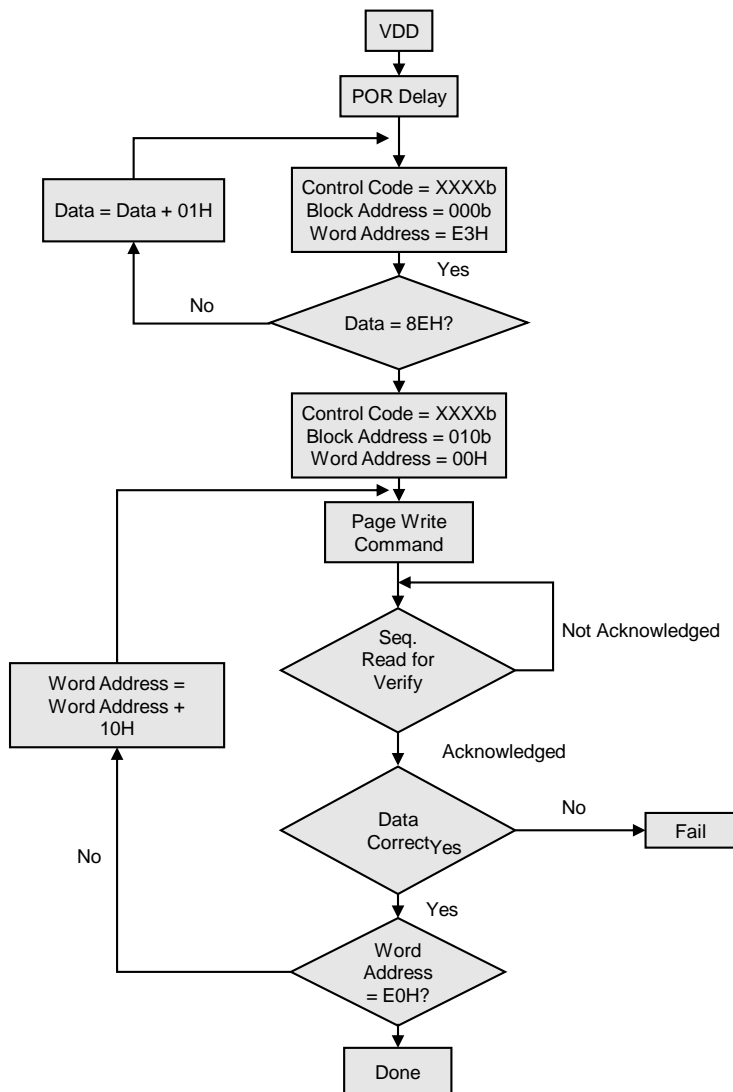 VDD
POR Delay
Data = Data + 01H
Control Code = XXXXb
Block Address = 000b
Word Address = E3H
Yes
No
Data = 8EH?
Control Code = XXXXb
Block Address = 010b
Word Address = 00H
Page Write
Command
Seq.
Read for
Verify
Not Acknowledged
Word Address =
Word Address +
10H
Acknowledged
Data
CorrectYes
No
Fail
No
Yes
Word
Address
= E0H?
Done